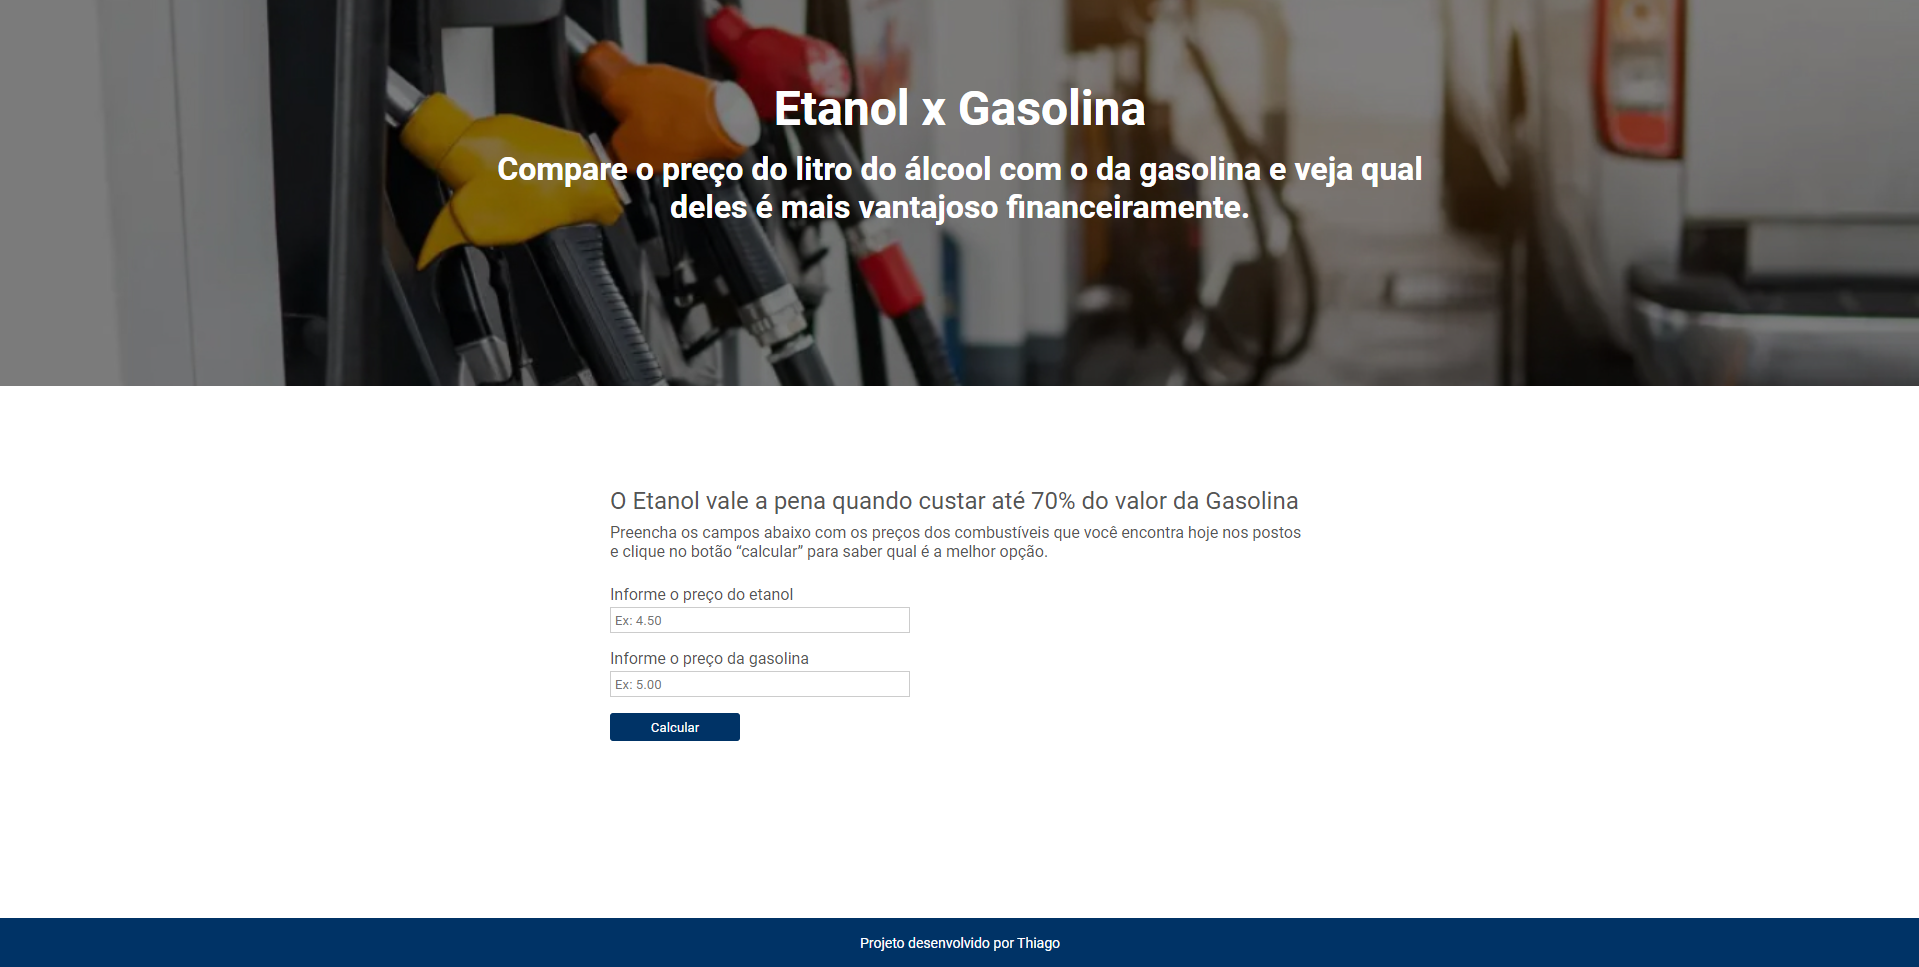 Etanol x Gasolina
Compare o preço do litro do álcool com o da gasolina e veja qual
deles é mais vantajoso financeiramente.
O Etanol vale a pena quando custar até 70% do valor da Gasolina
Preencha os campos abaixo com os preços dos combustíveis que você encontra hoje nos postos
e clique no botão “calcular” para saber qual é a melhor opção.
Informe o preço do etanol
Ex: 4.50
Informe o preço da gasolina
Ex: 5.00
Calcular
Projeto desenvolvido por Thiago